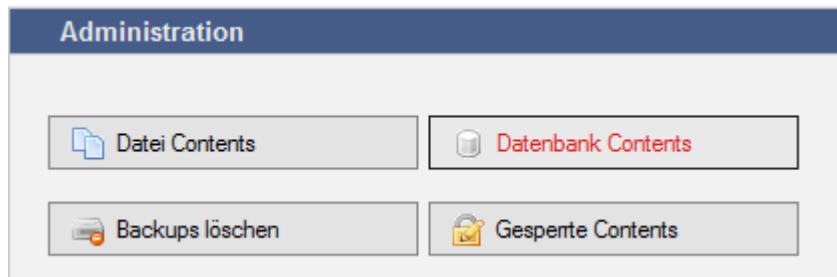 Administration
Datei Contents
Datenbank Contents
Backups löschen
Gesperrte Contents